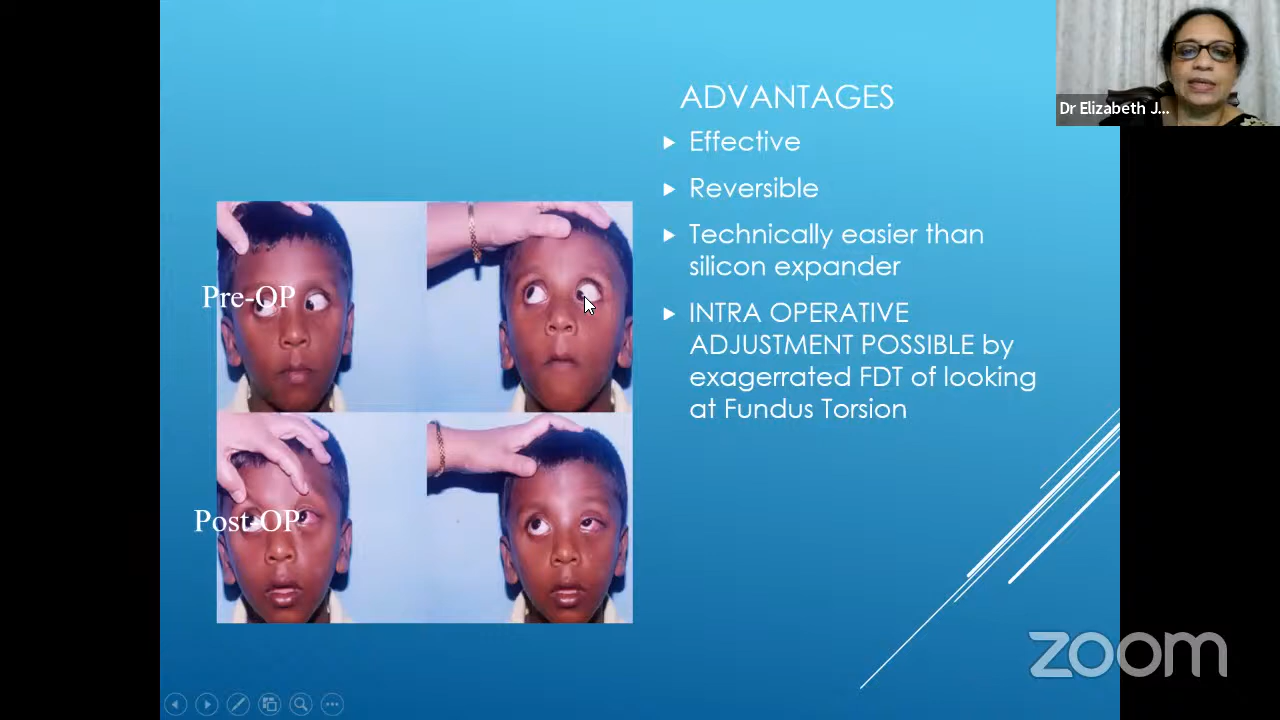 ADVANTAGES
Effective
Reversible
Technically easier than
silicon expander
INTRA OPERATIVE
ADJUSTMENT POSSIBLE by
exagerrated FDT of looking
at Fundus Torsion
Pre-OP
Post-OP
Dr Elizabeth J...
zoom